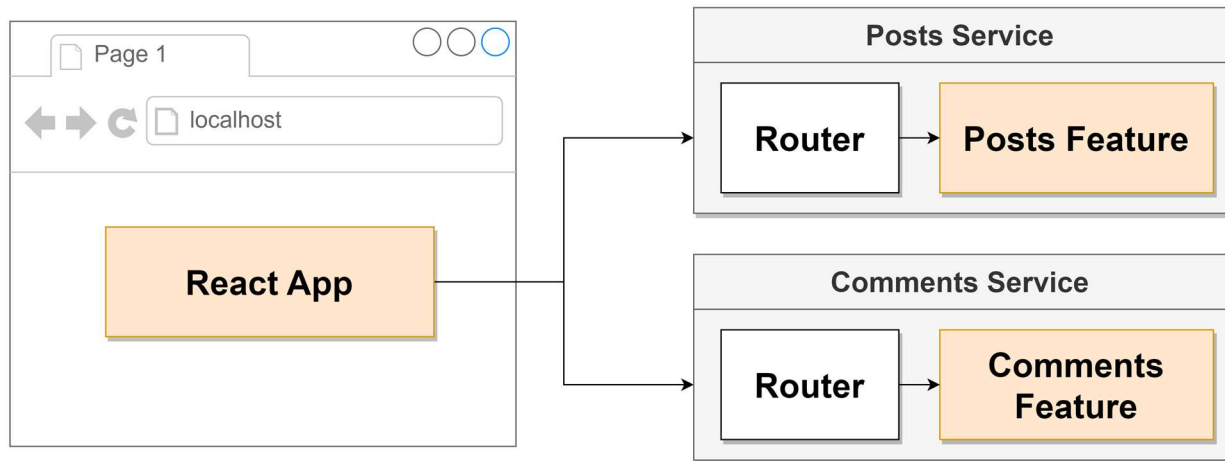 Page 1
localhost
React App
Posts Service
Router
Posts Feature
Comments Service
Router
Comments
Feature